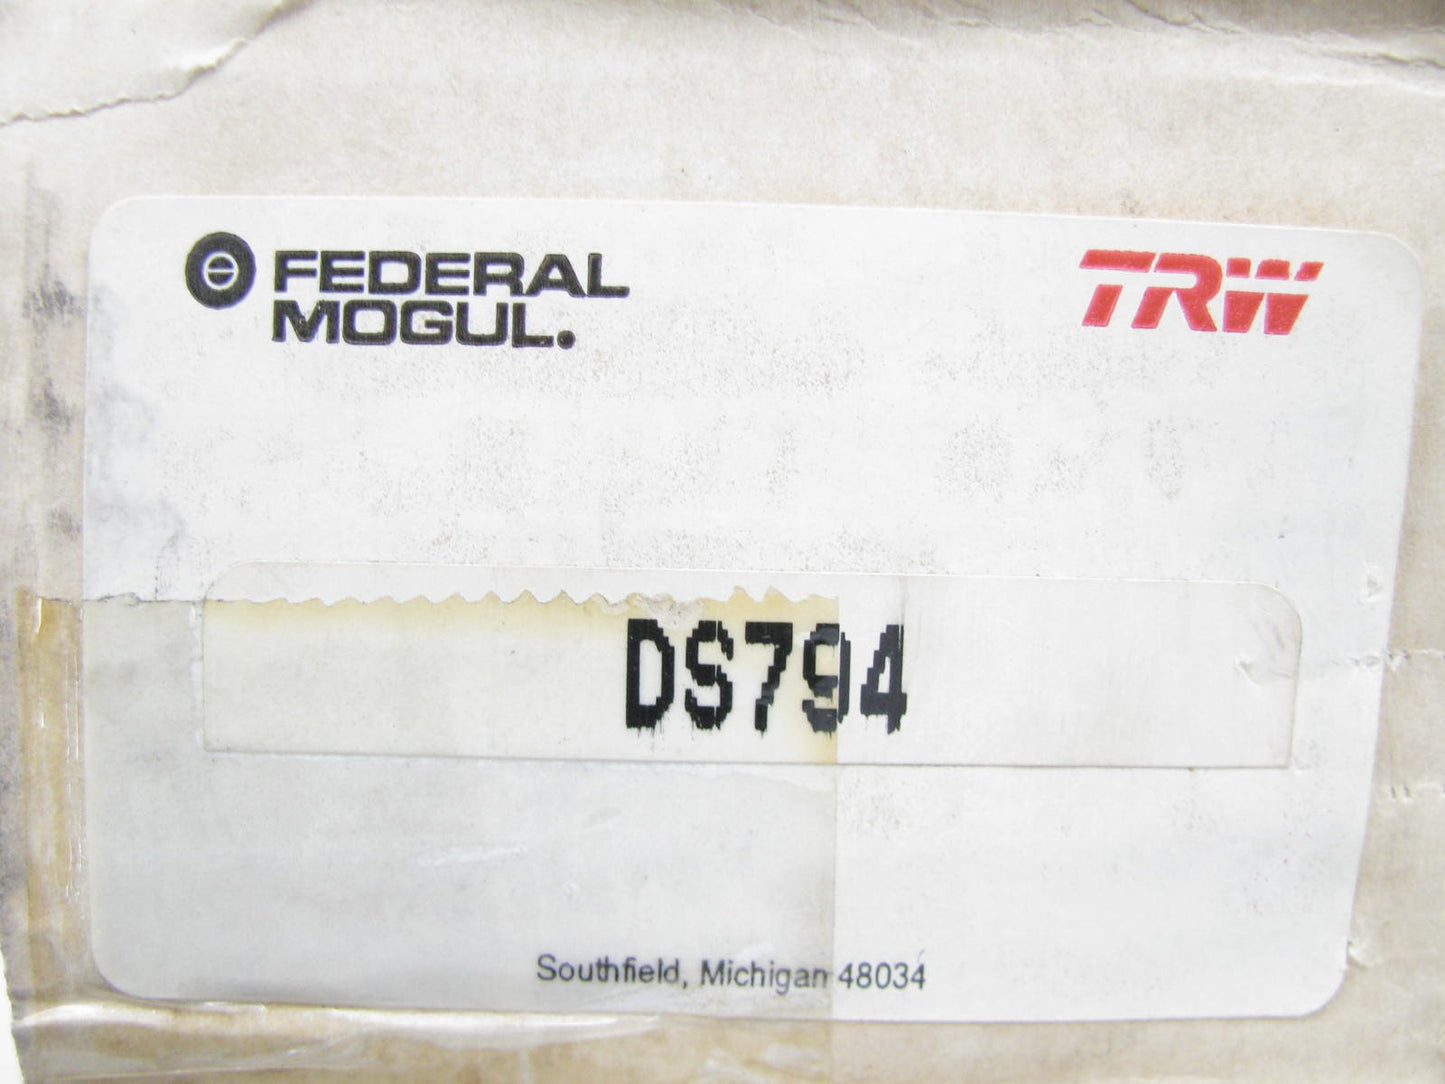 FEDERAL
MOGUL.
TRW
DS794
Southfield, Michigan 48034